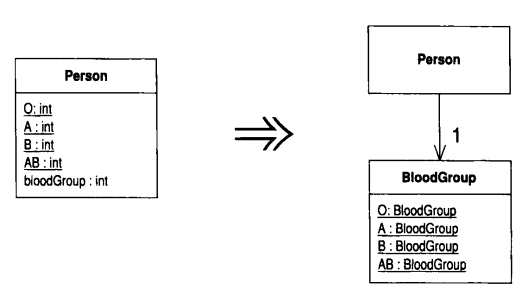 Person
O: int
A : int
B : int
AB : int
bloodGroup : int
Person
1
BloodGroup
O: BloodGroup
A : BloodGroup
B : BloodGroup
AB : BloodGroup